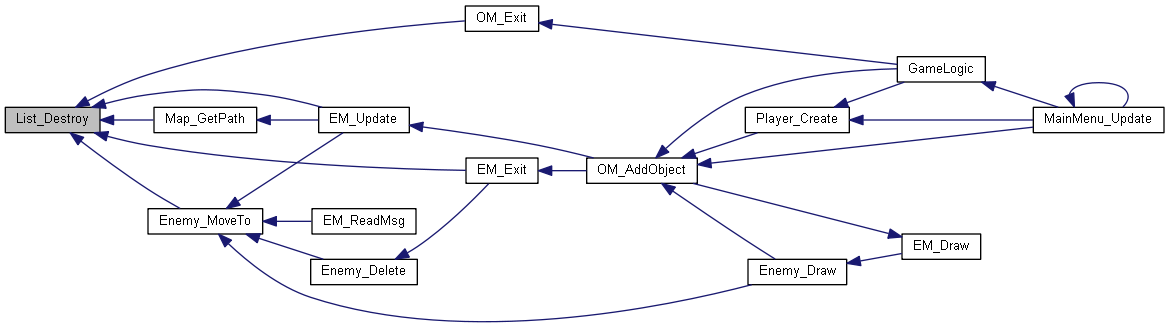 OM_Exit
GameLogic
List_Destroy
Map_GetPath
EM_Update
Player_Create
MainMenu_Update
EM_Exit
OM_AddObject
Enemy_MoveTo
EM_ReadMsg
EM_Draw
Enemy_Delete
Enemy_Draw